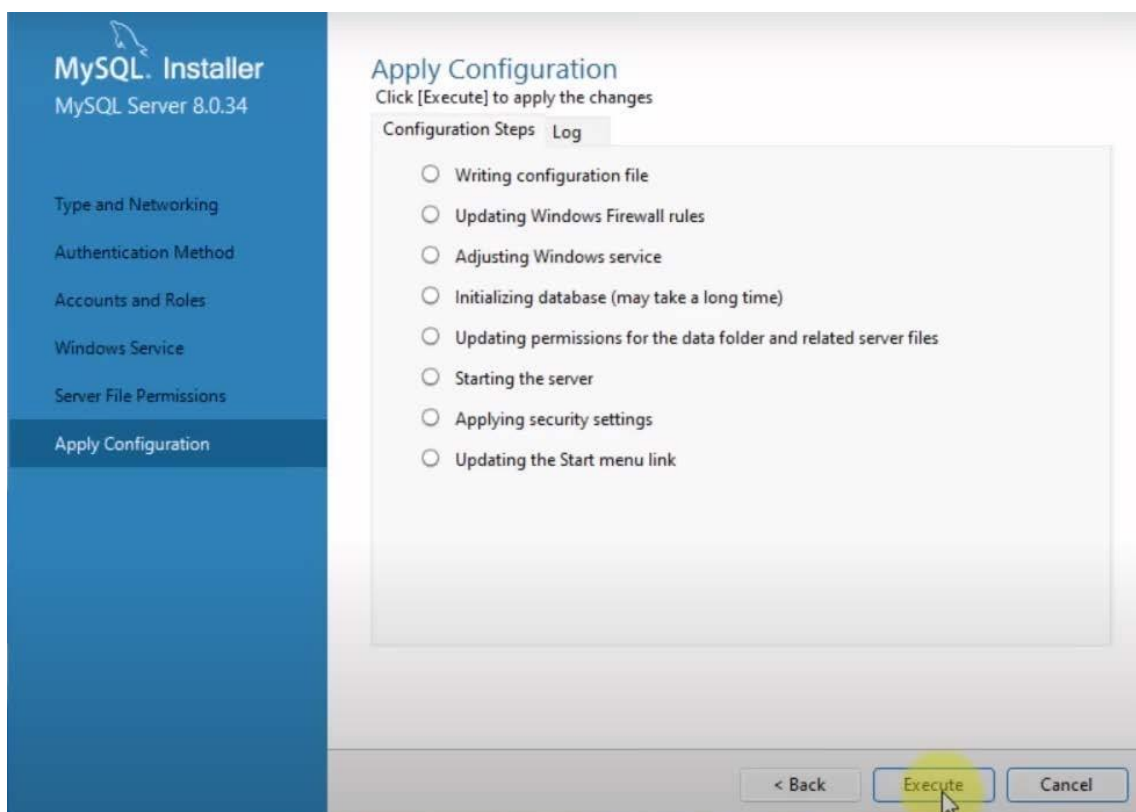 MySQL. Installer
MySQL Server 8.0.34
Type and Networking
Authentication Method
Accounts and Roles
Windows Service
Server File Permissions
Apply Configuration
Apply Configuration
Click [Execute] to apply the changes
Configuration Steps Log
Writing configuration file
Updating Windows Firewall rules
Adjusting Windows service
Initializing database (may take a long time)
Updating permissions for the data folder and related server files
Starting the server
Applying security settings
Updating the Start menu link
< Back Execute Cancel